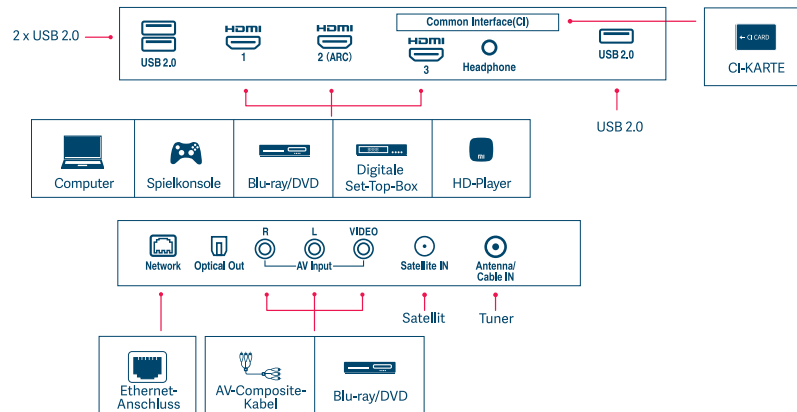 2 x USB 2.0
USB 2.0
HDMI
1
HDMI
2 (ARC)
Common Interface(CI)
HDMI
3
Headphone
USB 2.0
← CI CARD
CI-KARTE
USB 2.0
Computer
Spielkonsole
Blu-ray/DVD
Digitale
Set-Top-Box
mi
HD-Player
Network
Optical Out
R
L
VIDEO
AV Input
Satellite IN
Antenna/
Cable IN
Satellit
Tuner
Ethernet-
Anschluss
AV-Composite-
Kabel
Blu-ray/DVD